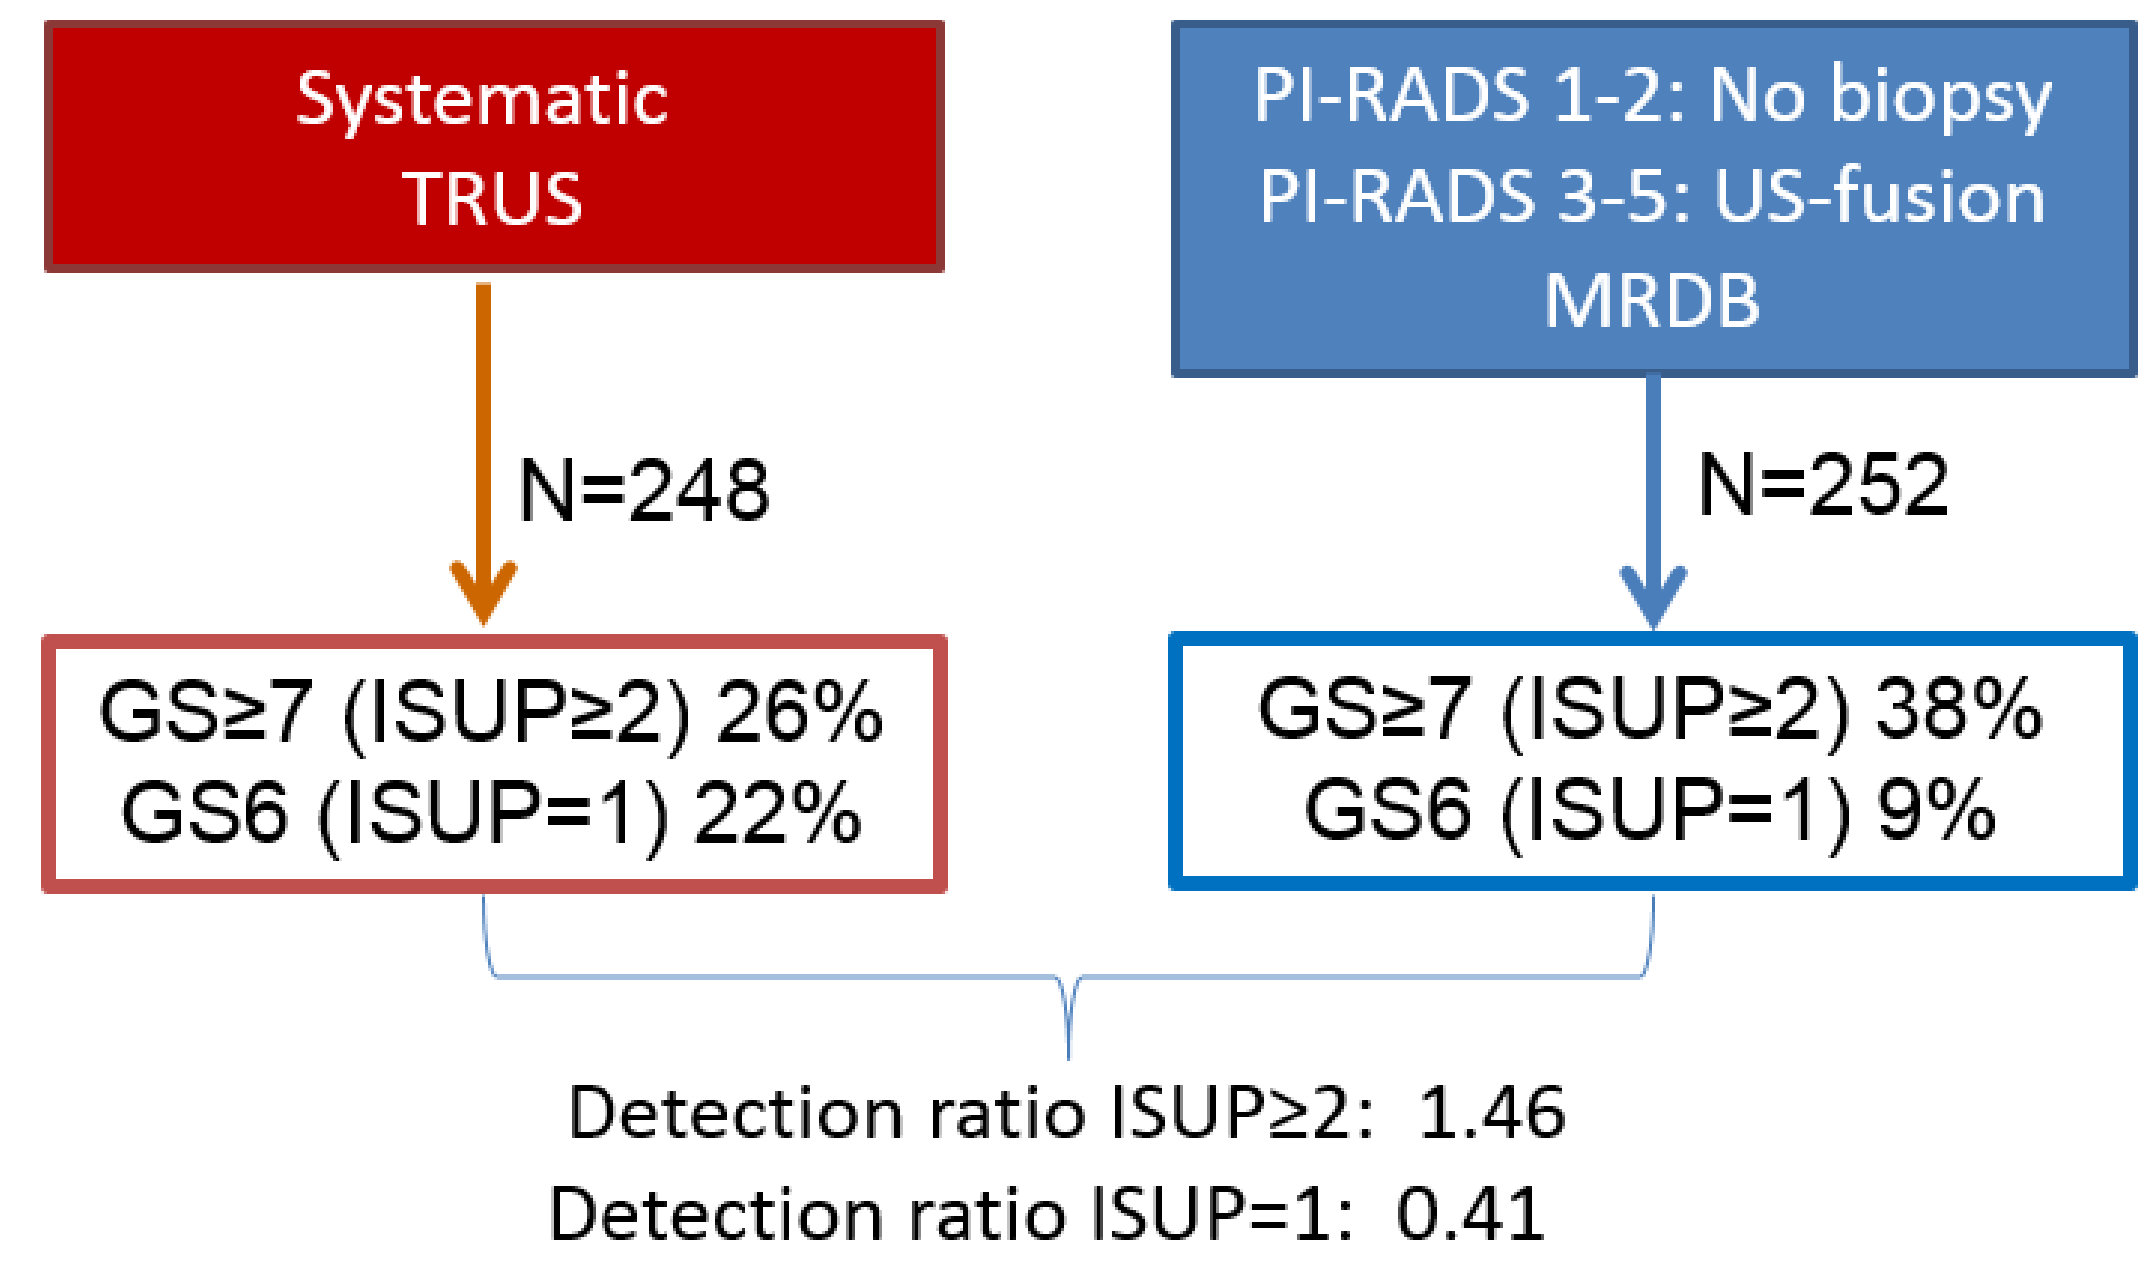 Systematic
TRUS
PI-RADS 1-2: No biopsy
PI-RADS 3-5: US-fusion
MRDB
N=248
N=252
GS≥7 (ISUP≥2) 26%
GS6 (ISUP=1) 22%
GS≥7 (ISUP≥2) 38%
GS6 (ISUP=1) 9%
Detection ratio ISUP≥2: 1.46
Detection ratio ISUP=1: 0.41